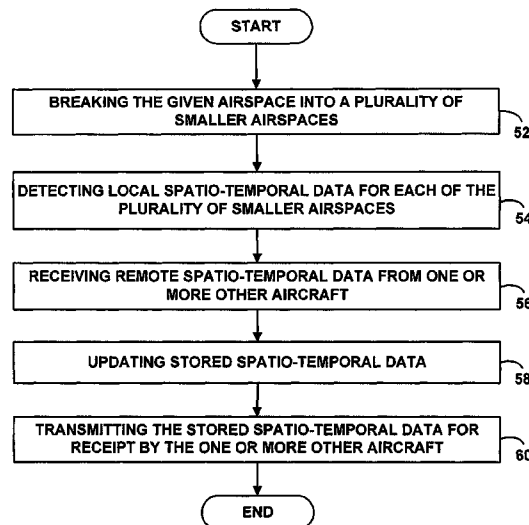 START
BREAKING THE GIVEN AIRSPACE INTO A PLURALITY OF
SMALLER AIRSPACES
52
DETECTING LOCAL SPATIO-TEMPORAL DATA FOR EACH OF THE
PLURALITY OF SMALLER AIRSPACES
54
RECEIVING REMOTE SPATIO-TEMPORAL DATA FROM ONE OR
MORE OTHER AIRCRAFT
56
UPDATING STORED SPATIO-TEMPORAL DATA
58
TRANSMITTING THE STORED SPATIO-TEMPORAL DATA FOR
RECEIPT BY THE ONE OR MORE OTHER AIRCRAFT
60
END